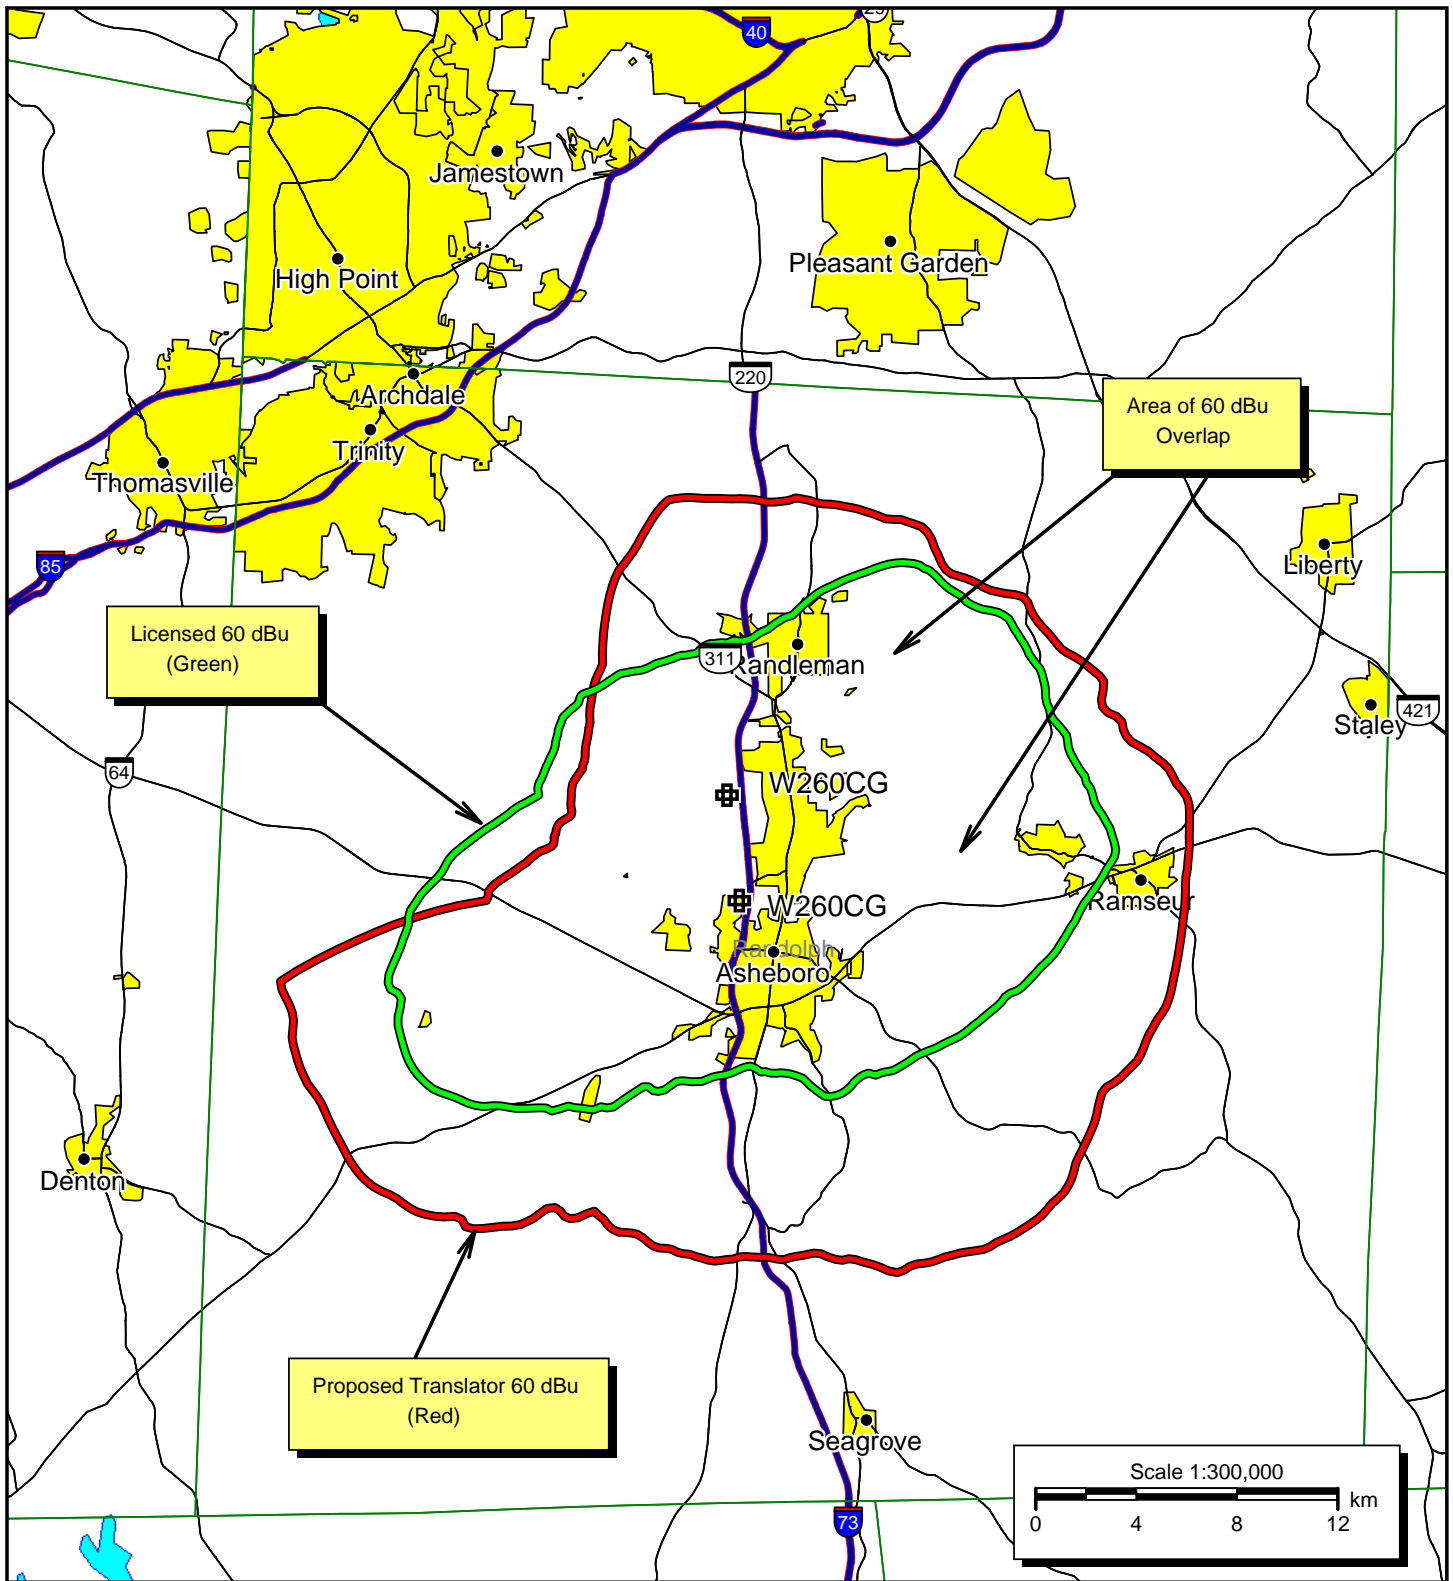 40
29
Jamestown
Pleasant Garden
High Point
220
Archdale
Area of 60 dBu
Overlap
Trinity
Thomasville
Liberty
85
Licensed 60 dBu
(Green)
311
Randleman
Staley
421
64
W260CG
Ramseur
W260CG
Randolph
Asheboro
Denton
Proposed Translator 60 dBu
(Red)
Seagrove
Scale 1:300,000
km
0 4 8 12
73